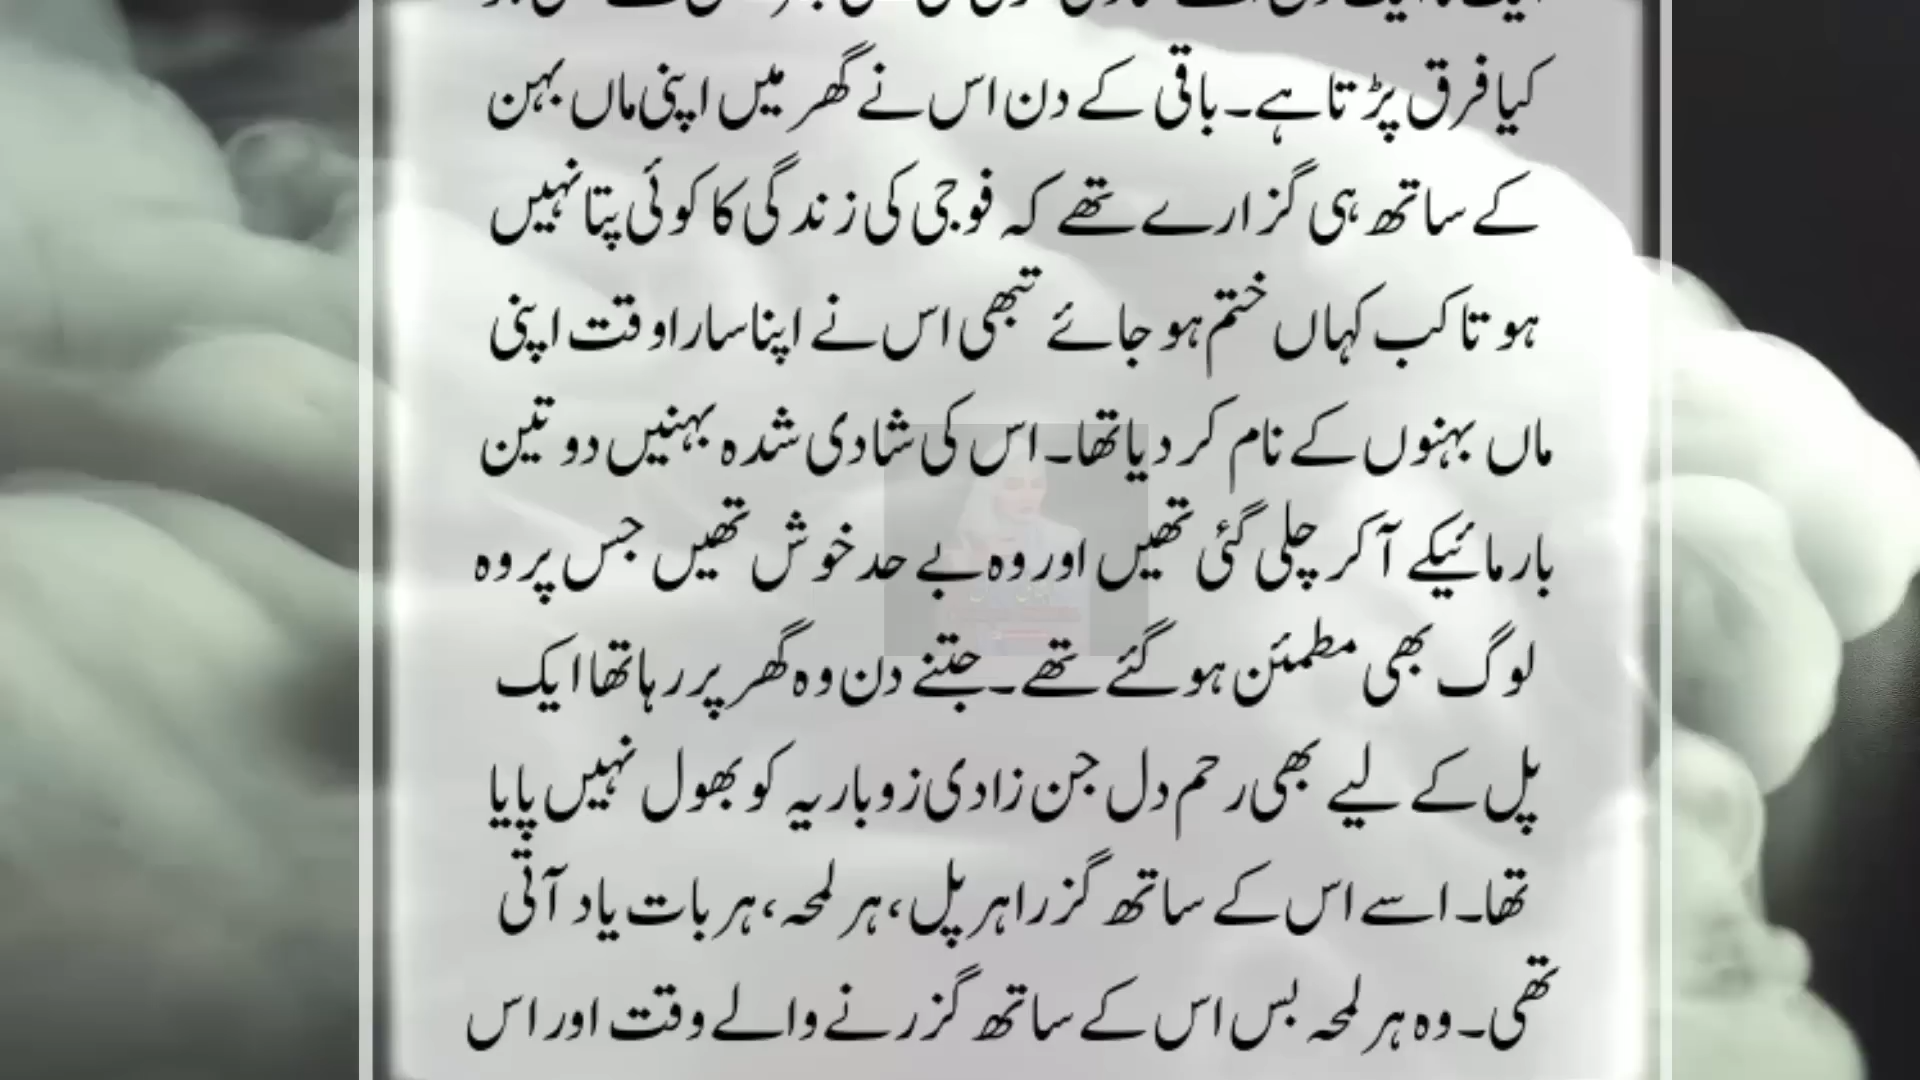 کیا فرق پڑتا ہے۔ باقی کے دن اس نے گھر میں اپنی ماں بہن
کے ساتھ ہی گزارے تھے کہ فوجی کی زندگی کا کوئی پتا نہیں
ہوتا کب کہاں ختم ہو جائے تبھی اس نے اپنا سارا وقت اپنی
ماں بہنوں کے نام کر دیا تھا۔ اس کی شادی شدہ بہنیں دو تین
بار مائیکے آ کر چلی گئی تھیں اور وہ بے حد خوش تھیں جس پر وہ
لوگ بھی مطمئن ہو گئے تھے۔ جتنے دن وہ گھر پر رہا تھا ایک
پل کے لیے بھی رحم دل جن زادی زوباریہ کو بھول نہیں پایا
تھا۔ اسے اس کے ساتھ گزرا ہر پل، ہر لمحہ، ہر بات یاد آتی
تھی۔ وہ ہر لمحہ بس اس کے ساتھ گزرنے والے وقت اور اس